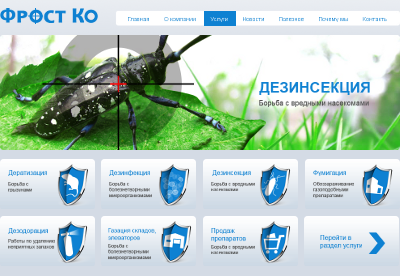 Фрост Ко
Главная
О компании
Услуги
Новости
Полезное
Почему мы
Контакты
ДЕЗИНСЕКЦИЯ
Борьба с вредными насекомыми
Дератизация
Борьба с
грызунами
Дезинфекция
Борьба с
болезнетворными
микроорганизмами
Дезинсекция
Борьба с вредными
насекомыми
Фумигация
Обеззараживание
газоподобными
препаратами
Дезодорация
Работы по удалению
неприятных запахов
Газация складов,
элеваторов
Борьба с
болезнетворными
микроорганизмами
Продаж
препаратов
Борьба с вредными
насекомыми
Перейти в
раздел услуги